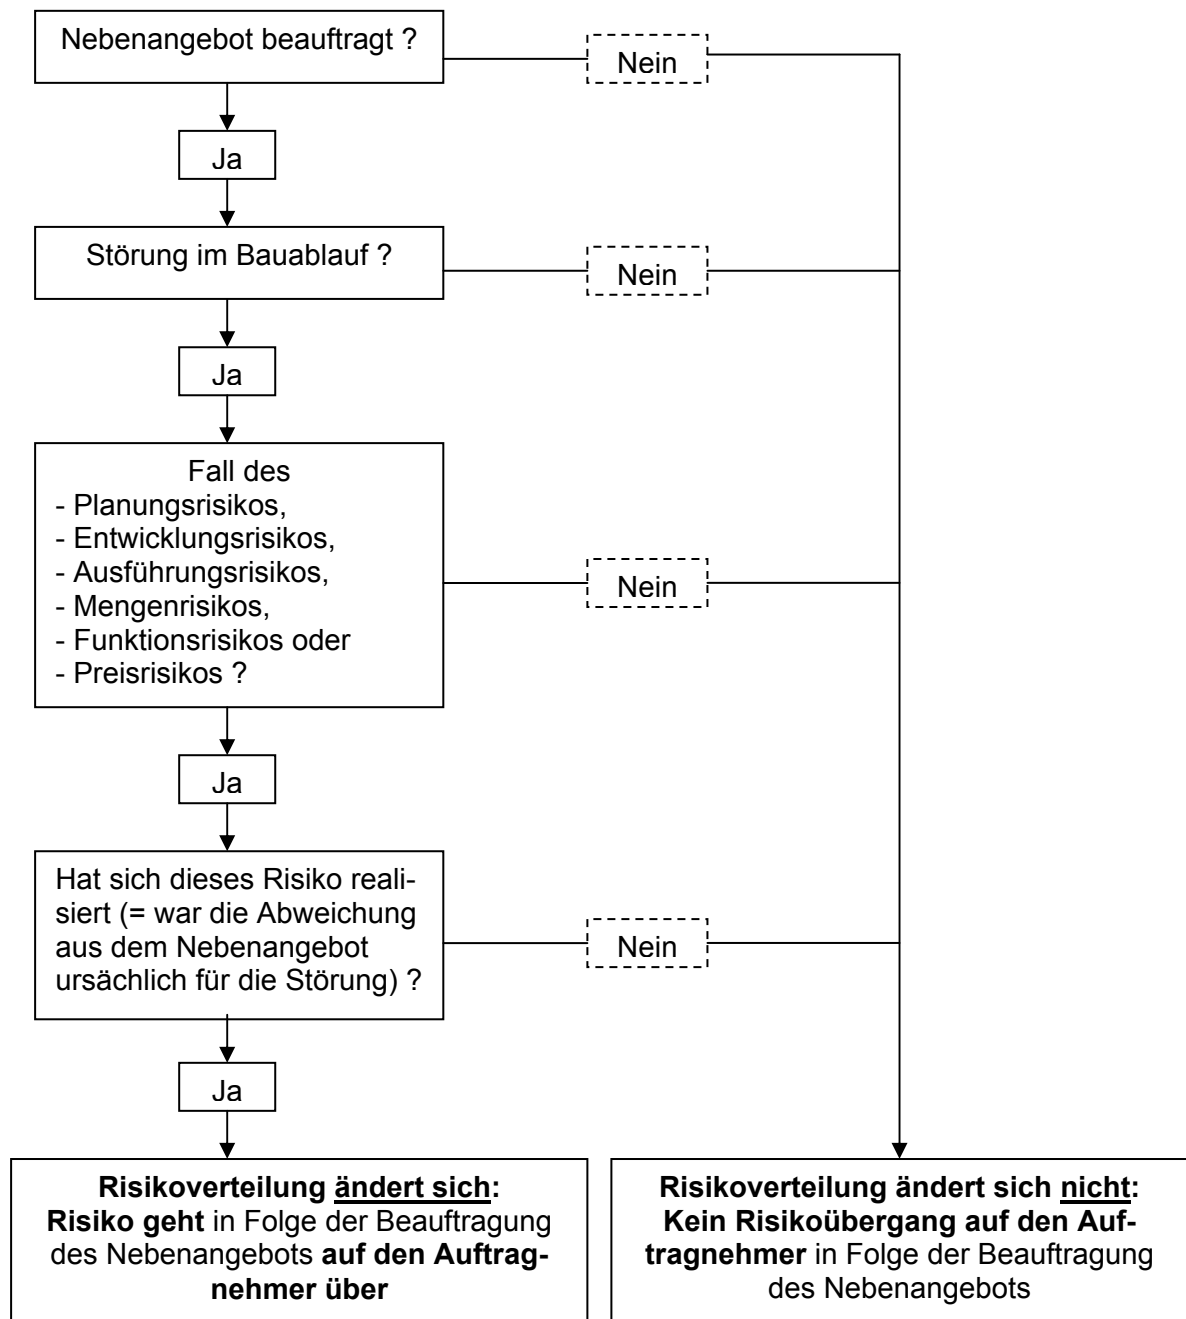 Nebenangebot beauftragt ?
Nein
Ja
Störung im Bauablauf ?
Nein
Ja
Fall des
- Planungsrisikos,
- Entwicklungsrisikos,
- Ausführungsrisikos,
- Mengenrisikos,
- Funktionsrisikos oder
- Preisrisikos ?
Nein
Ja
Hat sich dieses Risiko reali-
siert (= war die Abweichung
aus dem Nebenangebot
ursächlich für die Störung) ?
Nein
Ja
Risikoverteilung ändert sich:
Risiko geht in Folge der Beauftragung
des Nebenangebots auf den Auftrag-
nehmer über
Risikoverteilung ändert sich nicht:
Kein Risikoübergang auf den Auf-
tragnehmer in Folge der Beauftragung
des Nebenangebots